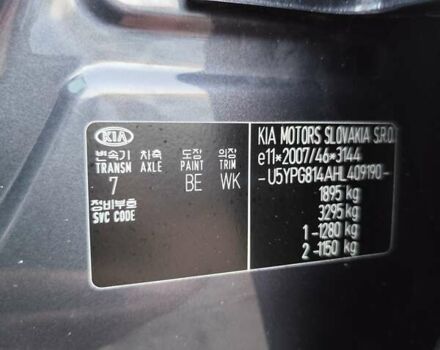 KIA
변속기 차축 도장 의장
TRANSM AXLE PAINT TRIM
7 BE WK
정비부호
SVC CODE
KIA MOTORS SLOVAKIA S.R.O.
e11*2007/46*3144
-U5YPG814AHL409190-
1895 kg
3295 kg
1-1280 kg
2-1150 kg